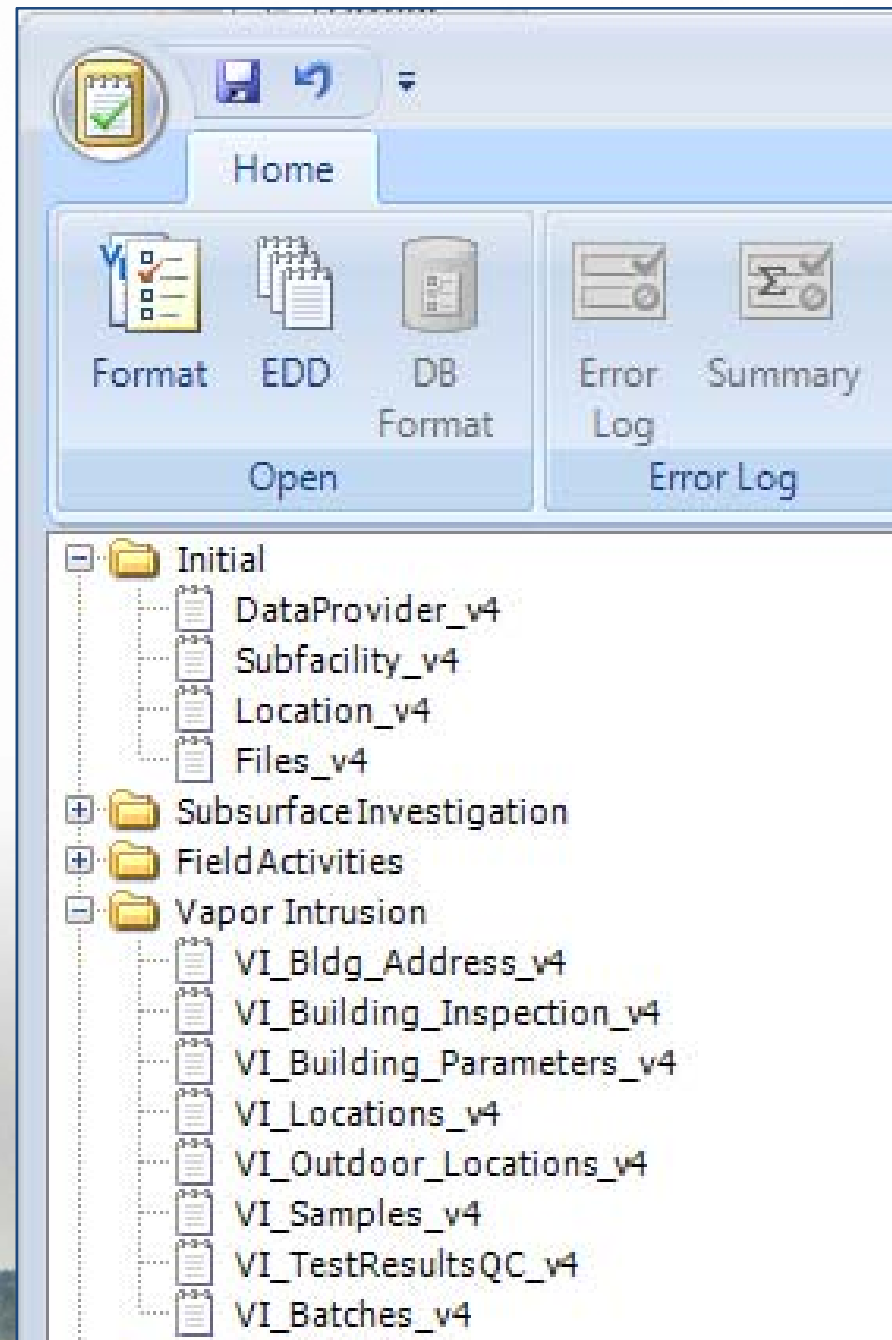 Home
Format EDD DB Format Error Log Summary
Open Error Log
Initial
DataProvider_v4
Subfacility_v4
Location_v4
Files_v4
SubsurfaceInvestigation
FieldActivities
Vapor Intrusion
VI_Bldg_Address_v4
VI_Building_Inspection_v4
VI_Building_Parameters_v4
VI_Locations_v4
VI_Outdoor_Locations_v4
VI_Samples_v4
VI_TestResultsQC_v4
VI_Batches_v4